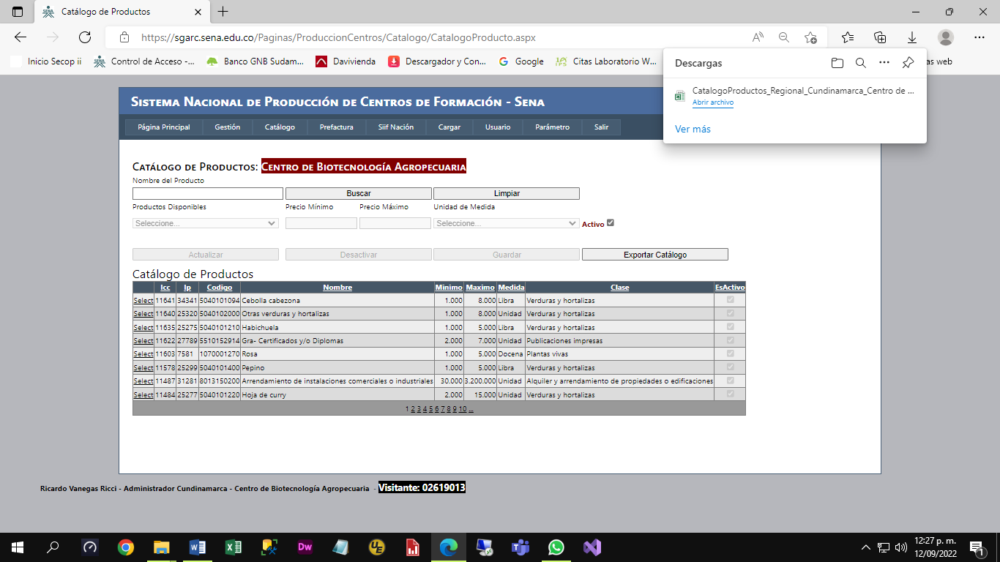 Catálogo de Productos
https://sgarc.sena.edu.co/Paginas/ProduccionCentros/Catalogo/CatalogoProducto.aspx
Inicio Secop ii Control de Acceso -... Banco GNB Sudam... Davivienda Descargador y Con... Google Citas Laboratorio W... as web
Descargas
CatalogoProductos_Regional_Cundinamarca_Centro de ...
Abrir archivo
Ver más
Sistema Nacional de Producción de Centros de Formación - Sena
Página Principal Gestión Catálogo Prefactura Siif Nación Cargar Usuario Parámetro Salir
Catálogo de Productos: Centro de Biotecnología Agropecuaria
Nombre del Producto
Buscar Limpiar
Productos Disponibles Precio Mínimo Precio Máximo Unidad de Medida
Seleccione... Seleccione... Activo
Actualizar Desactivar Guardar Exportar Catálogo
Catálogo de Productos
Icc Ip Codigo Nombre Minimo Maximo Medida Clase EsActivo
Select 11641 34341 5040101094 Cebolla cabezona 1.000 8.000 Libra Verduras y hortalizas
Select 11640 25320 5040102000 Otras verduras y hortalizas 1.000 8.000 Unidad Verduras y hortalizas
Select 11635 25275 5040101210 Habichuela 1.000 5.000 Libra Verduras y hortalizas
Select 11622 27789 5510152914 Gra- Certificados y/o Diplomas 2.000 7.000 Unidad Publicaciones impresas
Select 11603 7581 1070001270 Rosa 1.000 5.000 Docena Plantas vivas
Select 11578 25299 5040101400 Pepino 1.000 5.000 Libra Verduras y hortalizas
Select 11487 31281 8013150200 Arrendamiento de instalaciones comerciales o industriales 30.000 3.200.000 Unidad Alquiler y arrendamiento de propiedades o edificaciones
Select 11484 25277 5040101220 Hoja de curry 2.000 15.000 Unidad Verduras y hortalizas
1 2 3 4 5 6 7 8 9 10 ...
Ricardo Vanegas Ricci - Administrador Cundinamarca - Centro de Biotecnología Agropecuaria - Visitante: 02619013
Dw
UE
12:27 p. m.
12/09/2022
1